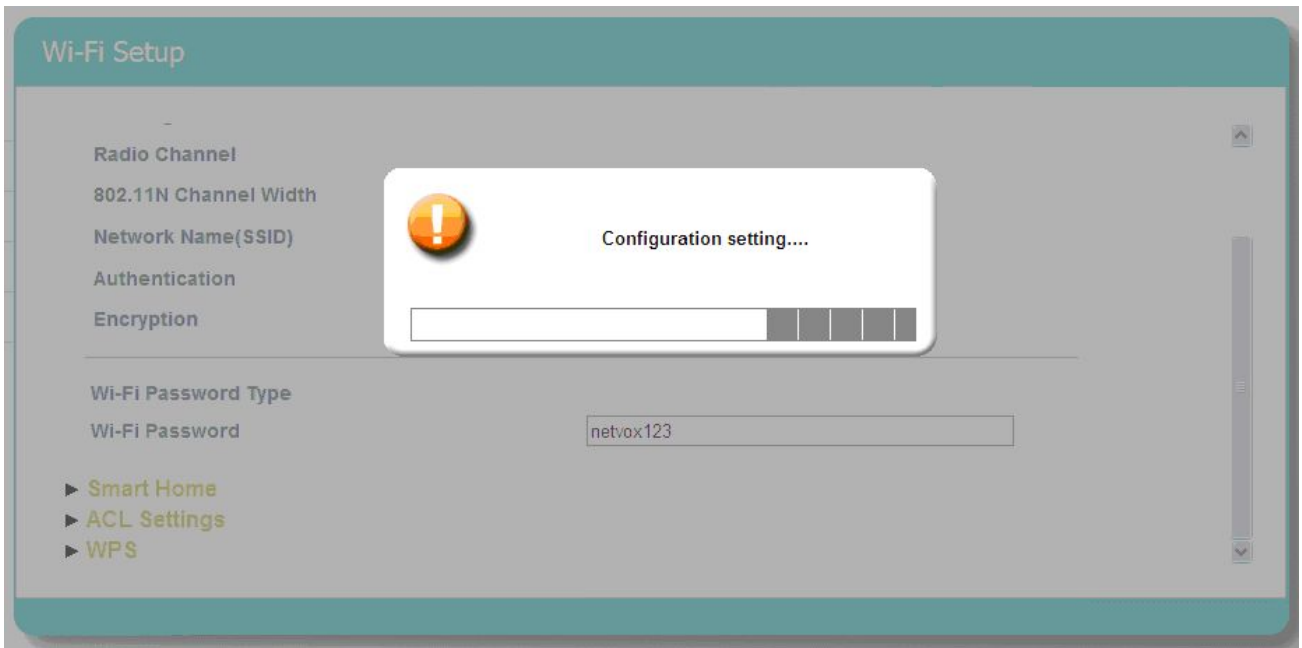 Wi-Fi Setup
Radio Channel
802.11N Channel Width
Network Name(SSID)
Authentication
Encryption
Configuration setting....
Wi-Fi Password Type
Wi-Fi Password
netvox123
Smart Home
ACL Settings
WPS